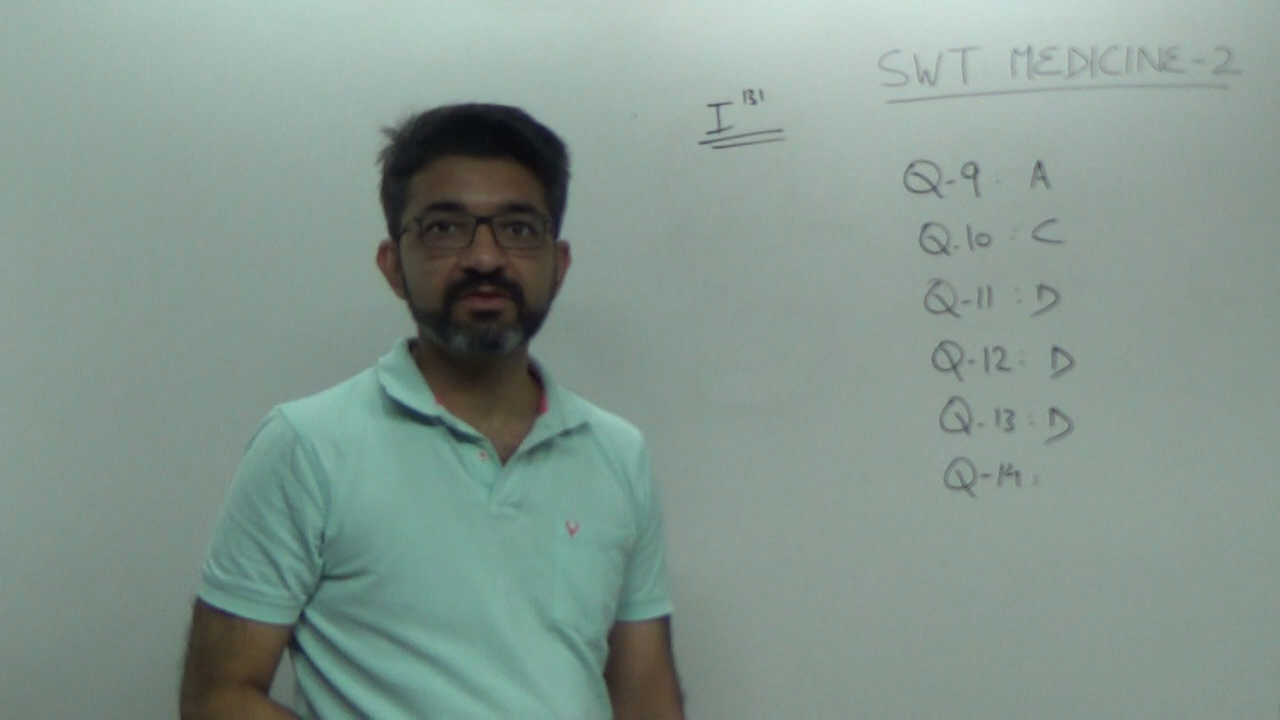 SWT MEDICINE-2
I¹³¹
Q-9: A
Q.10: C
Q-11: D
Q-12: D
Q.13: D
Q-14: